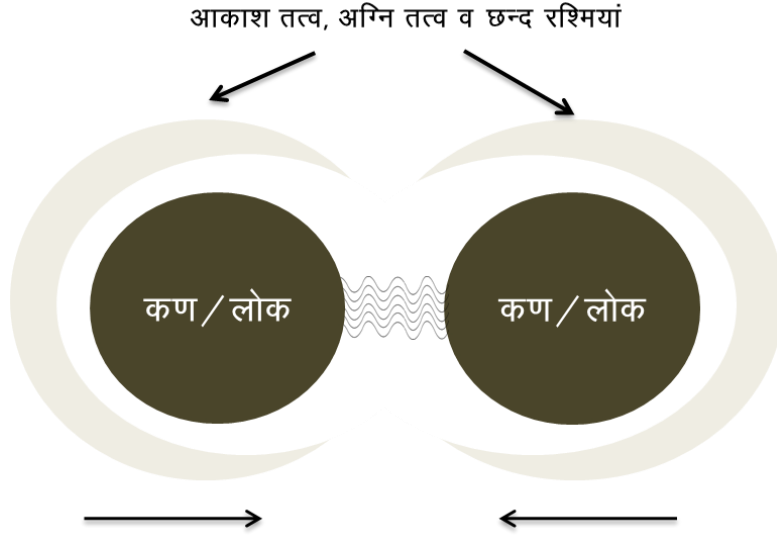 आकाश तत्व, अग्नि तत्व व छन्द रश्मियां
कण/लोक
कण/लोक